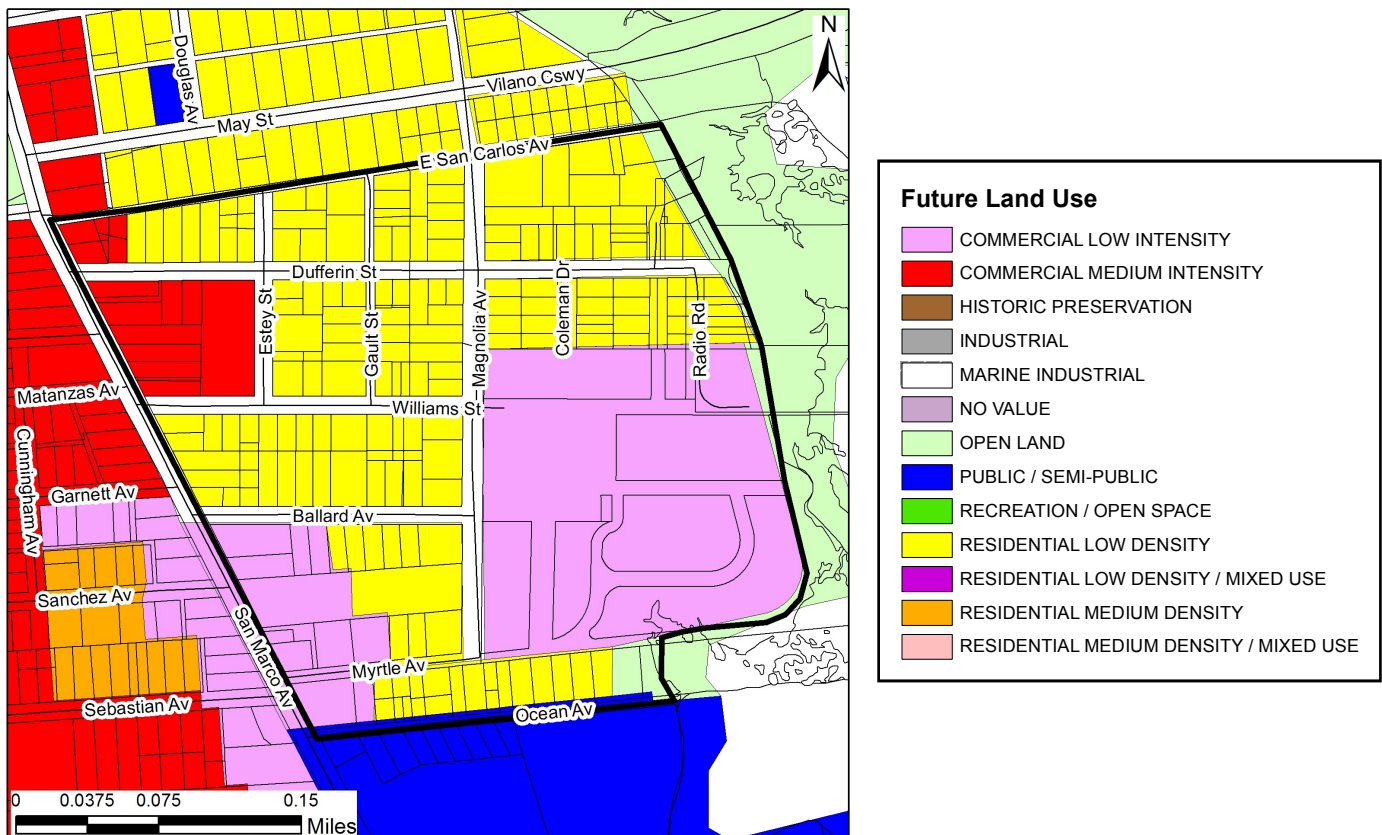 N
Douglas Av
Vilano Cswy
May St
E San Carlos Av
Dufferin St
Estey St
Gault St
Magnolia Av
Coleman Dr
Radio Rd
Matanzas Av
Williams St
Cunningham Av
Garnett Av
Ballard Av
Sanchez Av
San Marco Av
Myrtle Av
Sebastian Av
Ocean Av
0 0.0375 0.075 0.15
Miles
Future Land Use
COMMERCIAL LOW INTENSITY
COMMERCIAL MEDIUM INTENSITY
HISTORIC PRESERVATION
INDUSTRIAL
MARINE INDUSTRIAL
NO VALUE
OPEN LAND
PUBLIC / SEMI-PUBLIC
RECREATION / OPEN SPACE
RESIDENTIAL LOW DENSITY
RESIDENTIAL LOW DENSITY / MIXED USE
RESIDENTIAL MEDIUM DENSITY
RESIDENTIAL MEDIUM DENSITY / MIXED USE